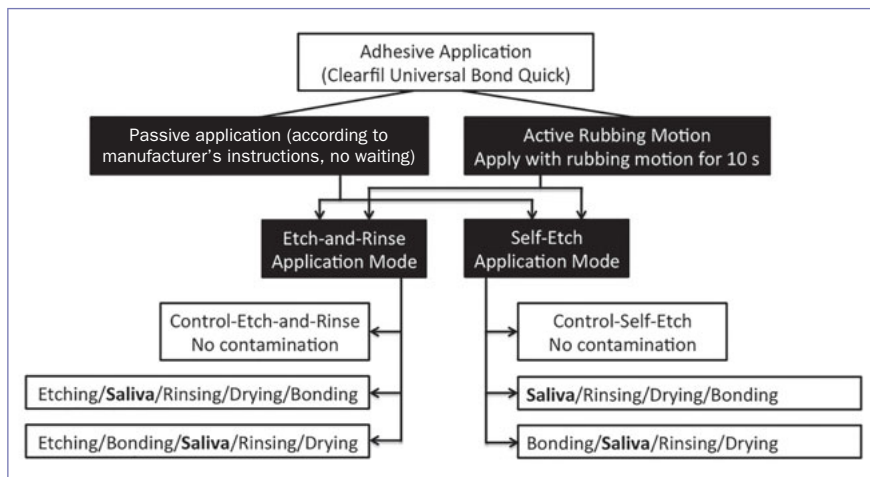 Adhesive Application
(Clearfil Universal Bond Quick)
Passive application (according to
manufacturer's instructions, no waiting)
Active Rubbing Motion
Apply with rubbing motion for 10 s
Etch-and-Rinse
Application Mode
Self-Etch
Application Mode
Control-Etch-and-Rinse
No contamination
Control-Self-Etch
No contamination
Etching/Saliva/Rinsing/Drying/Bonding
Saliva/Rinsing/Drying/Bonding
Etching/Bonding/Saliva/Rinsing/Drying
Bonding/Saliva/Rinsing/Drying